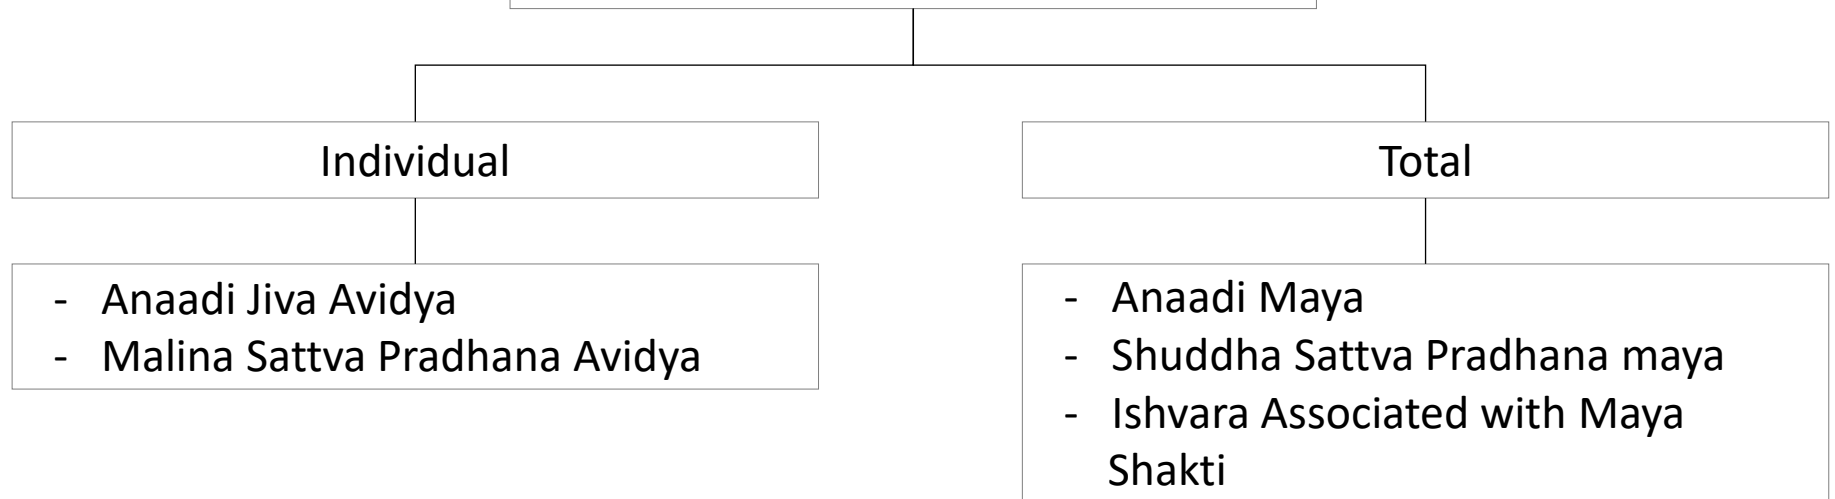 Individual
- Anaadi Jiva Avidya
- Malina Sattva Pradhana Avidya
Total
- Anaadi Maya
- Shuddha Sattva Pradhana maya
- Ishvara Associated with Maya
Shakti